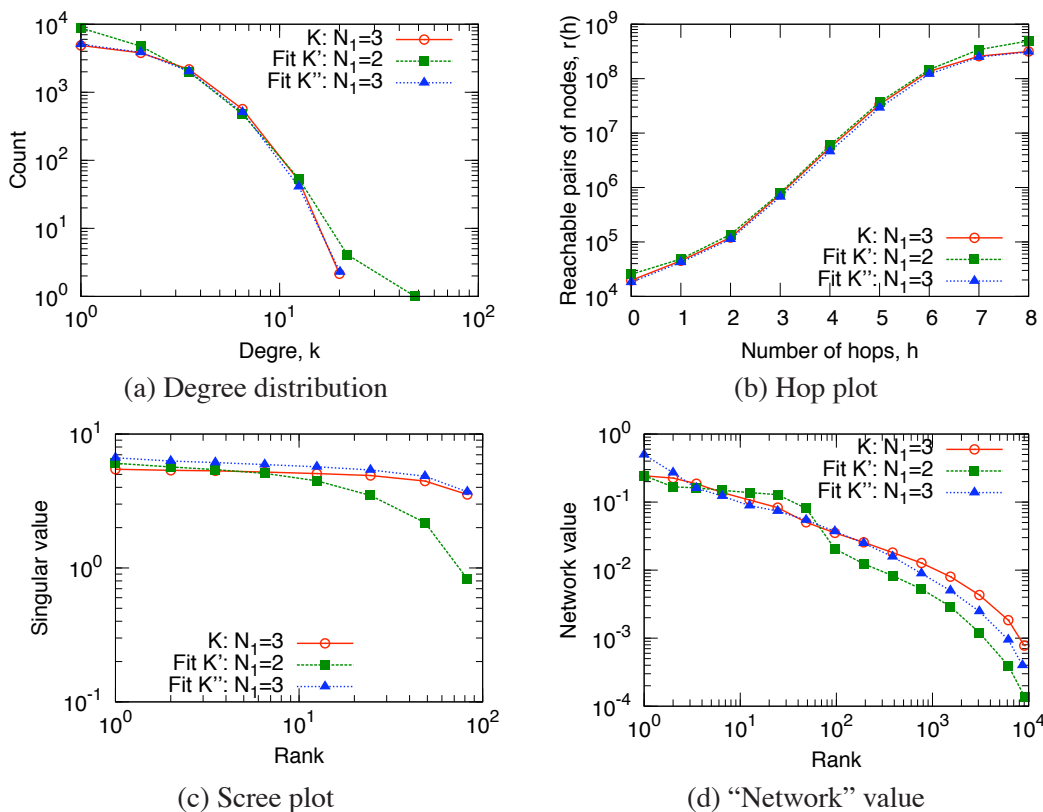 10^4
10^3
10^2
10^1
10^0
Count
10^0
10^1
10^2
Degre, k
K: N_1=3
Fit K': N_1=2
Fit K'': N_1=3
(a) Degree distribution
10^9
10^8
10^7
10^6
10^5
10^4
Reachable pairs of nodes, r(h)
0 1 2 3 4 5 6 7 8
Number of hops, h
K: N_1=3
Fit K': N_1=2
Fit K'': N_1=3
(b) Hop plot
10^1
10^0
10^-1
Singular value
10^0
10^1
10^2
Rank
K: N_1=3
Fit K': N_1=2
Fit K'': N_1=3
(c) Scree plot
10^0
10^-1
10^-2
10^-3
10^-4
Network value
10^0
10^1
10^2
10^3
10^4
Rank
K: N_1=3
Fit K': N_1=2
Fit K'': N_1=3
(d) “Network” value